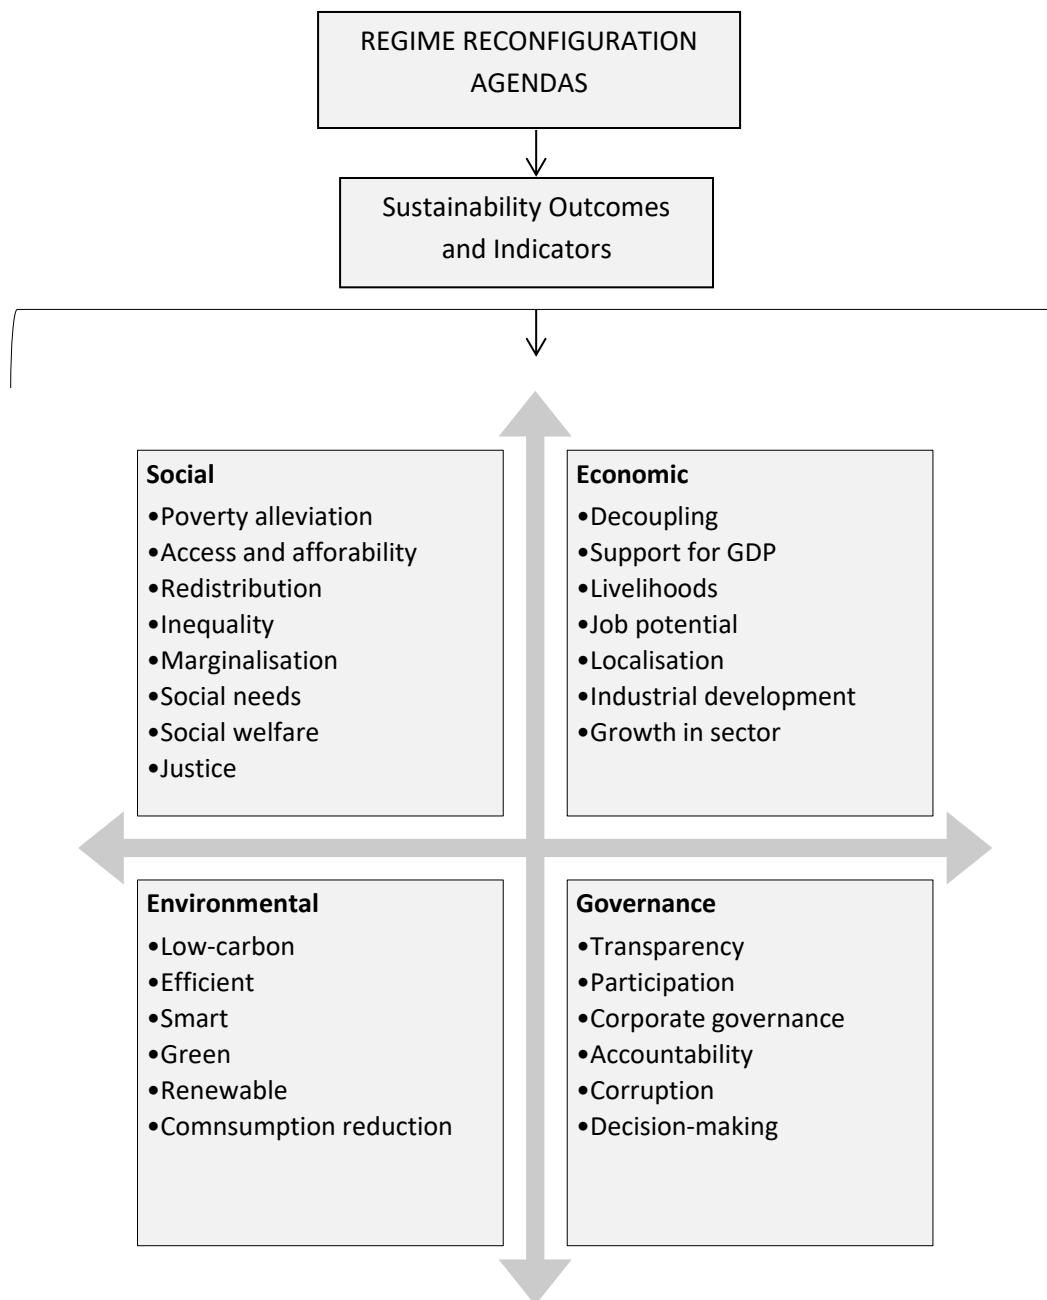 REGIME RECONFIGURATION
AGENDAS
Sustainability Outcomes
and Indicators
Social
•Poverty alleviation
•Access and afforability
•Redistribution
•Inequality
•Marginalisation
•Social needs
•Social welfare
•Justice
Economic
•Decoupling
•Support for GDP
•Livelihoods
•Job potential
•Localisation
•Industrial development
•Growth in sector
Environmental
•Low-carbon
•Efficient
•Smart
•Green
•Renewable
•Comnsumption reduction
Governance
•Transparency
•Participation
•Corporate governance
•Accountability
•Corruption
•Decision-making